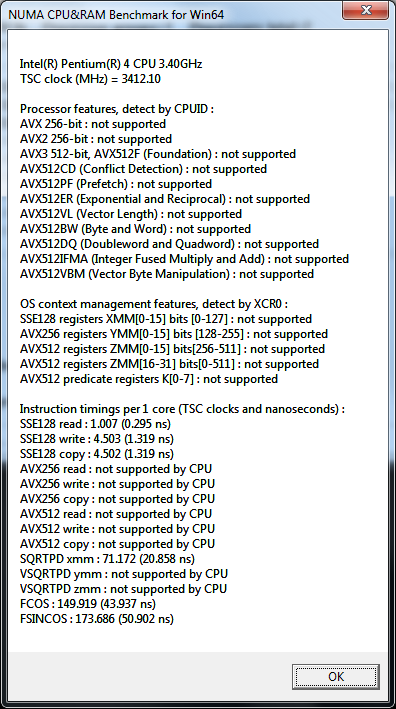 NUMA CPU&RAM Benchmark for Win64
Intel(R) Pentium(R) 4 CPU 3.40GHz
TSC clock (MHz) = 3412.10
Processor features, detect by CPUID :
AVX 256-bit : not supported
AVX2 256-bit : not supported
AVX3 512-bit, AVX512F (Foundation) : not supported
AVX512CD (Conflict Detection) : not supported
AVX512PF (Prefetch) : not supported
AVX512ER (Exponential and Reciprocal) : not supported
AVX512VL (Vector Length) : not supported
AVX512BW (Byte and Word) : not supported
AVX512DQ (Doubleword and Quadword) : not supported
AVX512IFMA (Integer Fused Multiply and Add) : not supported
AVX512VBM (Vector Byte Manipulation) : not supported
OS context management features, detect by XCR0 :
SSE128 registers XMM[0-15] bits [0-127] : not supported
AVX256 registers YMM[0-15] bits [128-255] : not supported
AVX512 registers ZMM[0-15] bits[256-511] : not supported
AVX512 registers ZMM[16-31] bits[0-511] : not supported
AVX512 predicate registers K[0-7] : not supported
Instruction timings per 1 core (TSC clocks and nanoseconds) :
SSE128 read : 1.007 (0.295 ns)
SSE128 write : 4.503 (1.319 ns)
SSE128 copy : 4.502 (1.319 ns)
AVX256 read : not supported by CPU
AVX256 write : not supported by CPU
AVX256 copy : not supported by CPU
AVX512 read : not supported by CPU
AVX512 write : not supported by CPU
AVX512 copy : not supported by CPU
SQRTPD xmm : 71.172 (20.858 ns)
VSQRTPD ymm : not supported by CPU
VSQRTPD zmm : not supported by CPU
FCOS : 149.919 (43.937 ns)
FSINCOS : 173.686 (50.902 ns)
OK